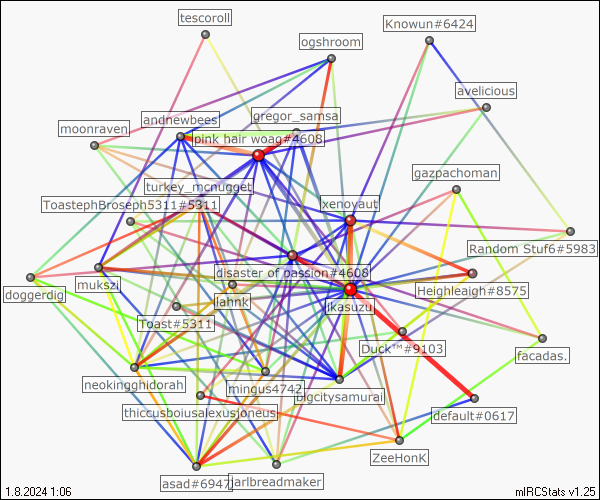 tescoroll
Knowun#6424
ogshroom
avelicious
gregor_samsa
andnewbees
moonraven
pink hair woag#4608
gazpachoman
turkey_mcnugget
ToastephBroseph5311#5311
xenoyaut
Random Stuf6#5983
disaster of passion#4608
mukszi
Heighleigh#8575
doggerdig
lahnk
ikasuzu
Toast#5311
Duck™#9103
facadas.
neokingghidorah
mingus4742
bigcitysamurai
thiccusboiusalexusjoneus
default#0617
ZeeHonK
asad#6947
jarlbreadmaker
1.8.2024 1:06
mIRCStats v1.25